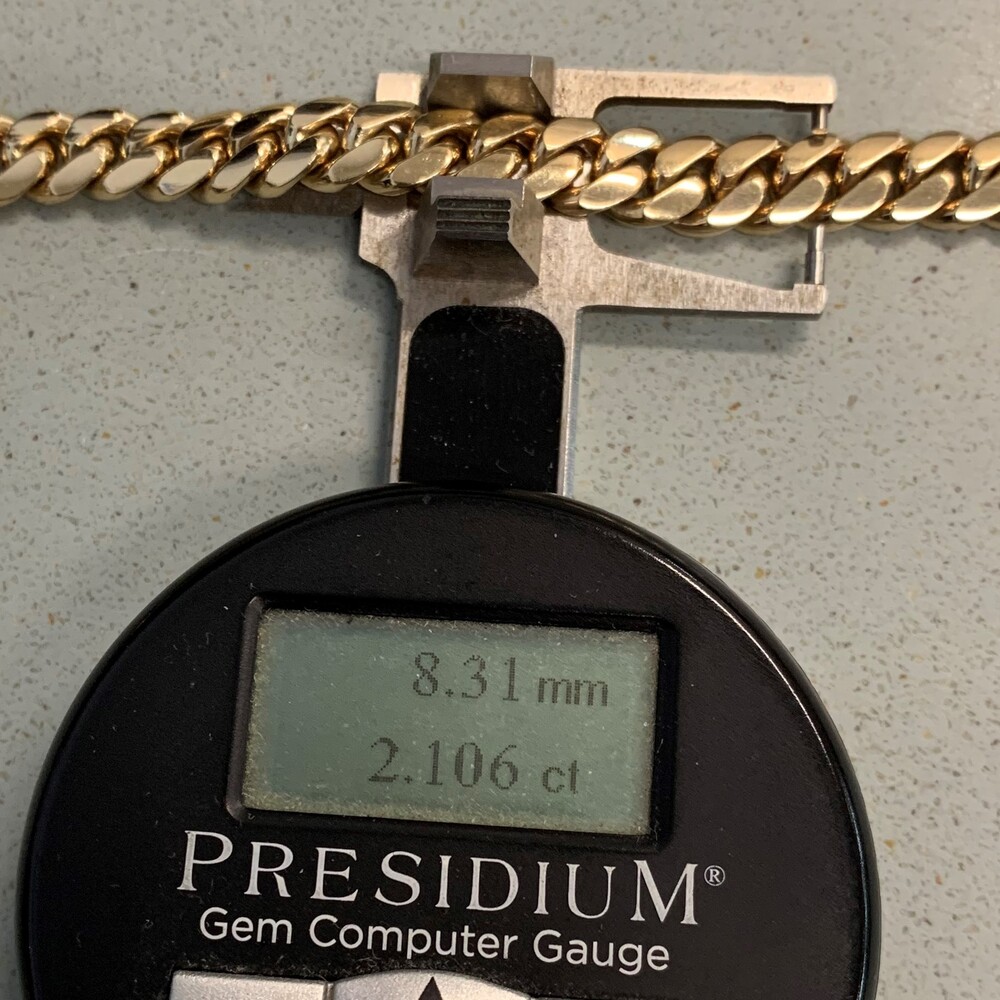 8.31 mm
2.106 ct
PRESIDIUM®
Gem Computer Gauge